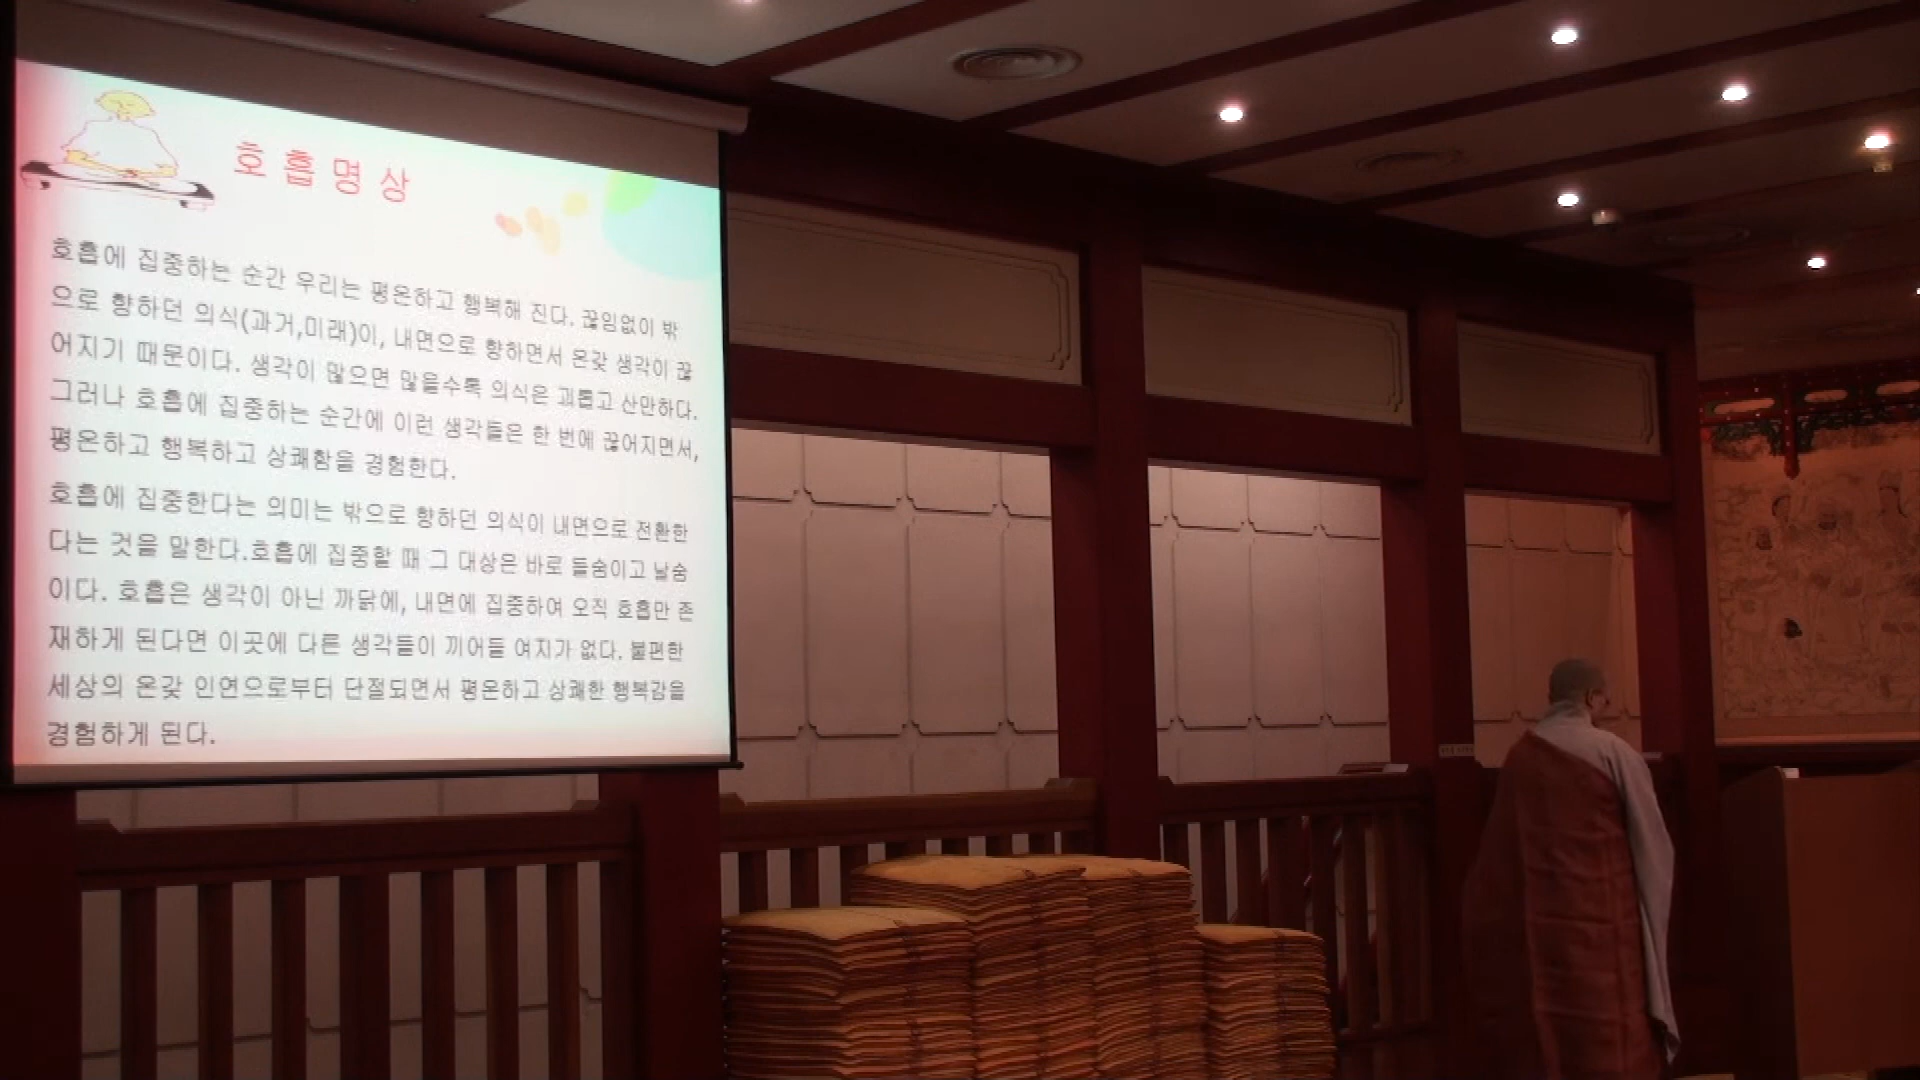 호흡명상
호흡에 집중하는 순간 우리는 평온하고 행복해 진다. 끊임없이 밖
으로 향하던 의식(과거,미래)이, 내면으로 향하면서 온갖 생각이 끊
어지기 때문이다. 생각이 많으면 많을수록 의식은 괴롭고 산만하다.
그러나 호흡에 집중하는 순간에 이런 생각들은 한 번에 끊어지면서,
평온하고 행복하고 상쾌함을 경험한다.
호흡에 집중한다는 의미는 밖으로 향하던 의식이 내면으로 전환한
다는 것을 말한다.호흡에 집중할 때 그 대상은 바로 들숨이고 날숨
이다. 호흡은 생각이 아닌 까닭에, 내면에 집중하여 오직 호흡만 존
재하게 된다면 이곳에 다른 생각들이 끼어들 여지가 없다. 불편한
세상의 온갖 인연으로부터 단절되면서 평온하고 상쾌한 행복감을
경험하게 된다.